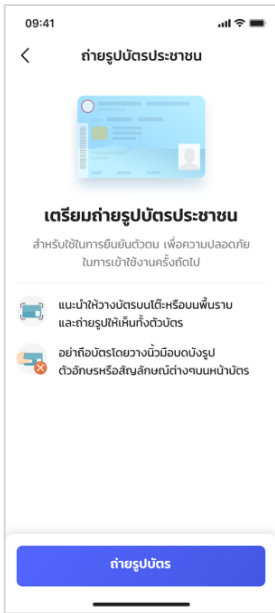 09:41
ถ่ายรูปบัตรประชาชน
เตรียมถ่ายรูปบัตรประชาชน
สำหรับใช้ในการยืนยันตัวตน เพื่อความปลอดภัย
ในการเข้าใช้งานครั้งถัดไป
แนะนำให้วางบัตรบนโต๊ะหรือบนพื้นราบ
และถ่ายรูปให้เห็นทั้งตัวบัตร
อย่าถือบัตรโดยวางนิ้วมือบดบังรูป
ตัวอักษรหรือสัญลักษณ์ต่างๆบนหน้าบัตร
ถ่ายรูปบัตร